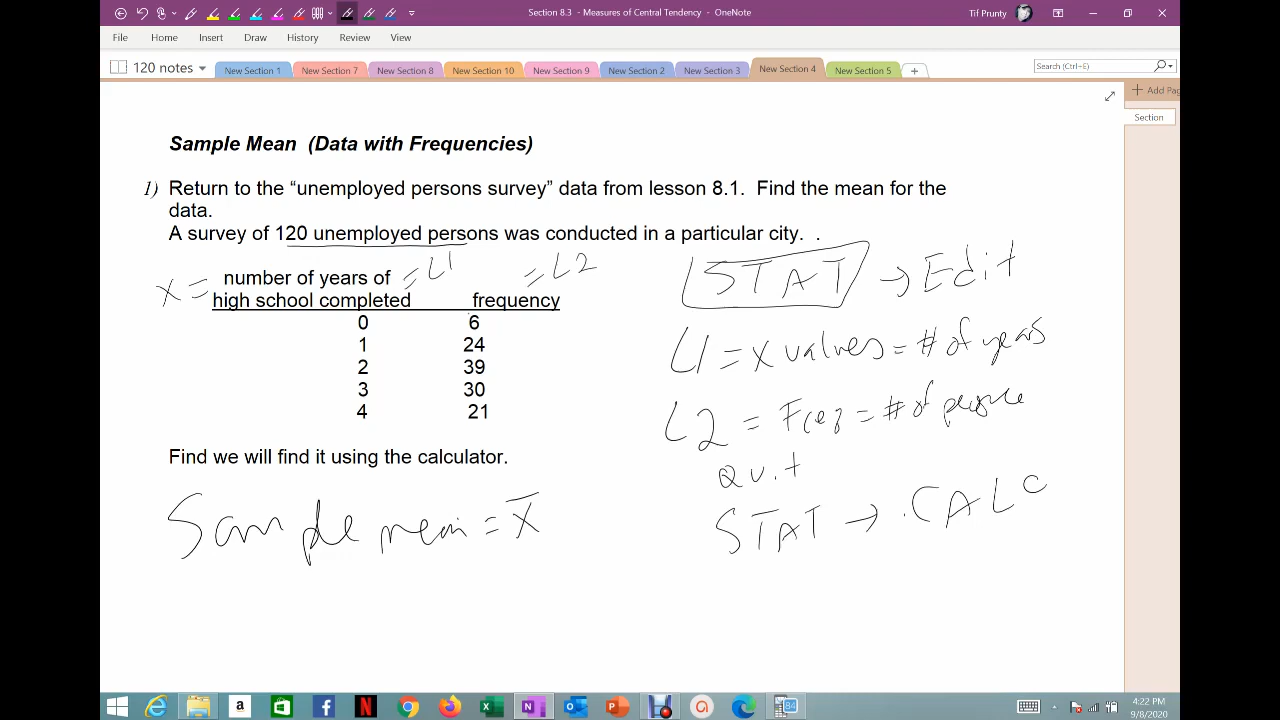 Section 8.3 - Measures of Central Tendency - OneNote
Tif Prunty
File Home Insert Draw History Review View
120 notes
New Section 1 New Section 7 New Section 8 New Section 10 New Section 9 New Section 2 New Section 3 New Section 4 New Section 5
Search (Ctrl+E)
Add Pag
Section
Sample Mean (Data with Frequencies)
1) Return to the “unemployed persons survey” data from lesson 8.1. Find the mean for the
data.
A survey of 120 unemployed persons was conducted in a particular city. .
x = number of years of = L1 = L2
high school completed frequency
0 6
1 24
2 39
3 30
4 21
STAT → Edit
L1 = x values = # of years
L2 = Freq = # of people
Quit
STAT → CALC
Find we will find it using the calculator.
Sample mean = x̄
84
4:22 PM
9/8/2020